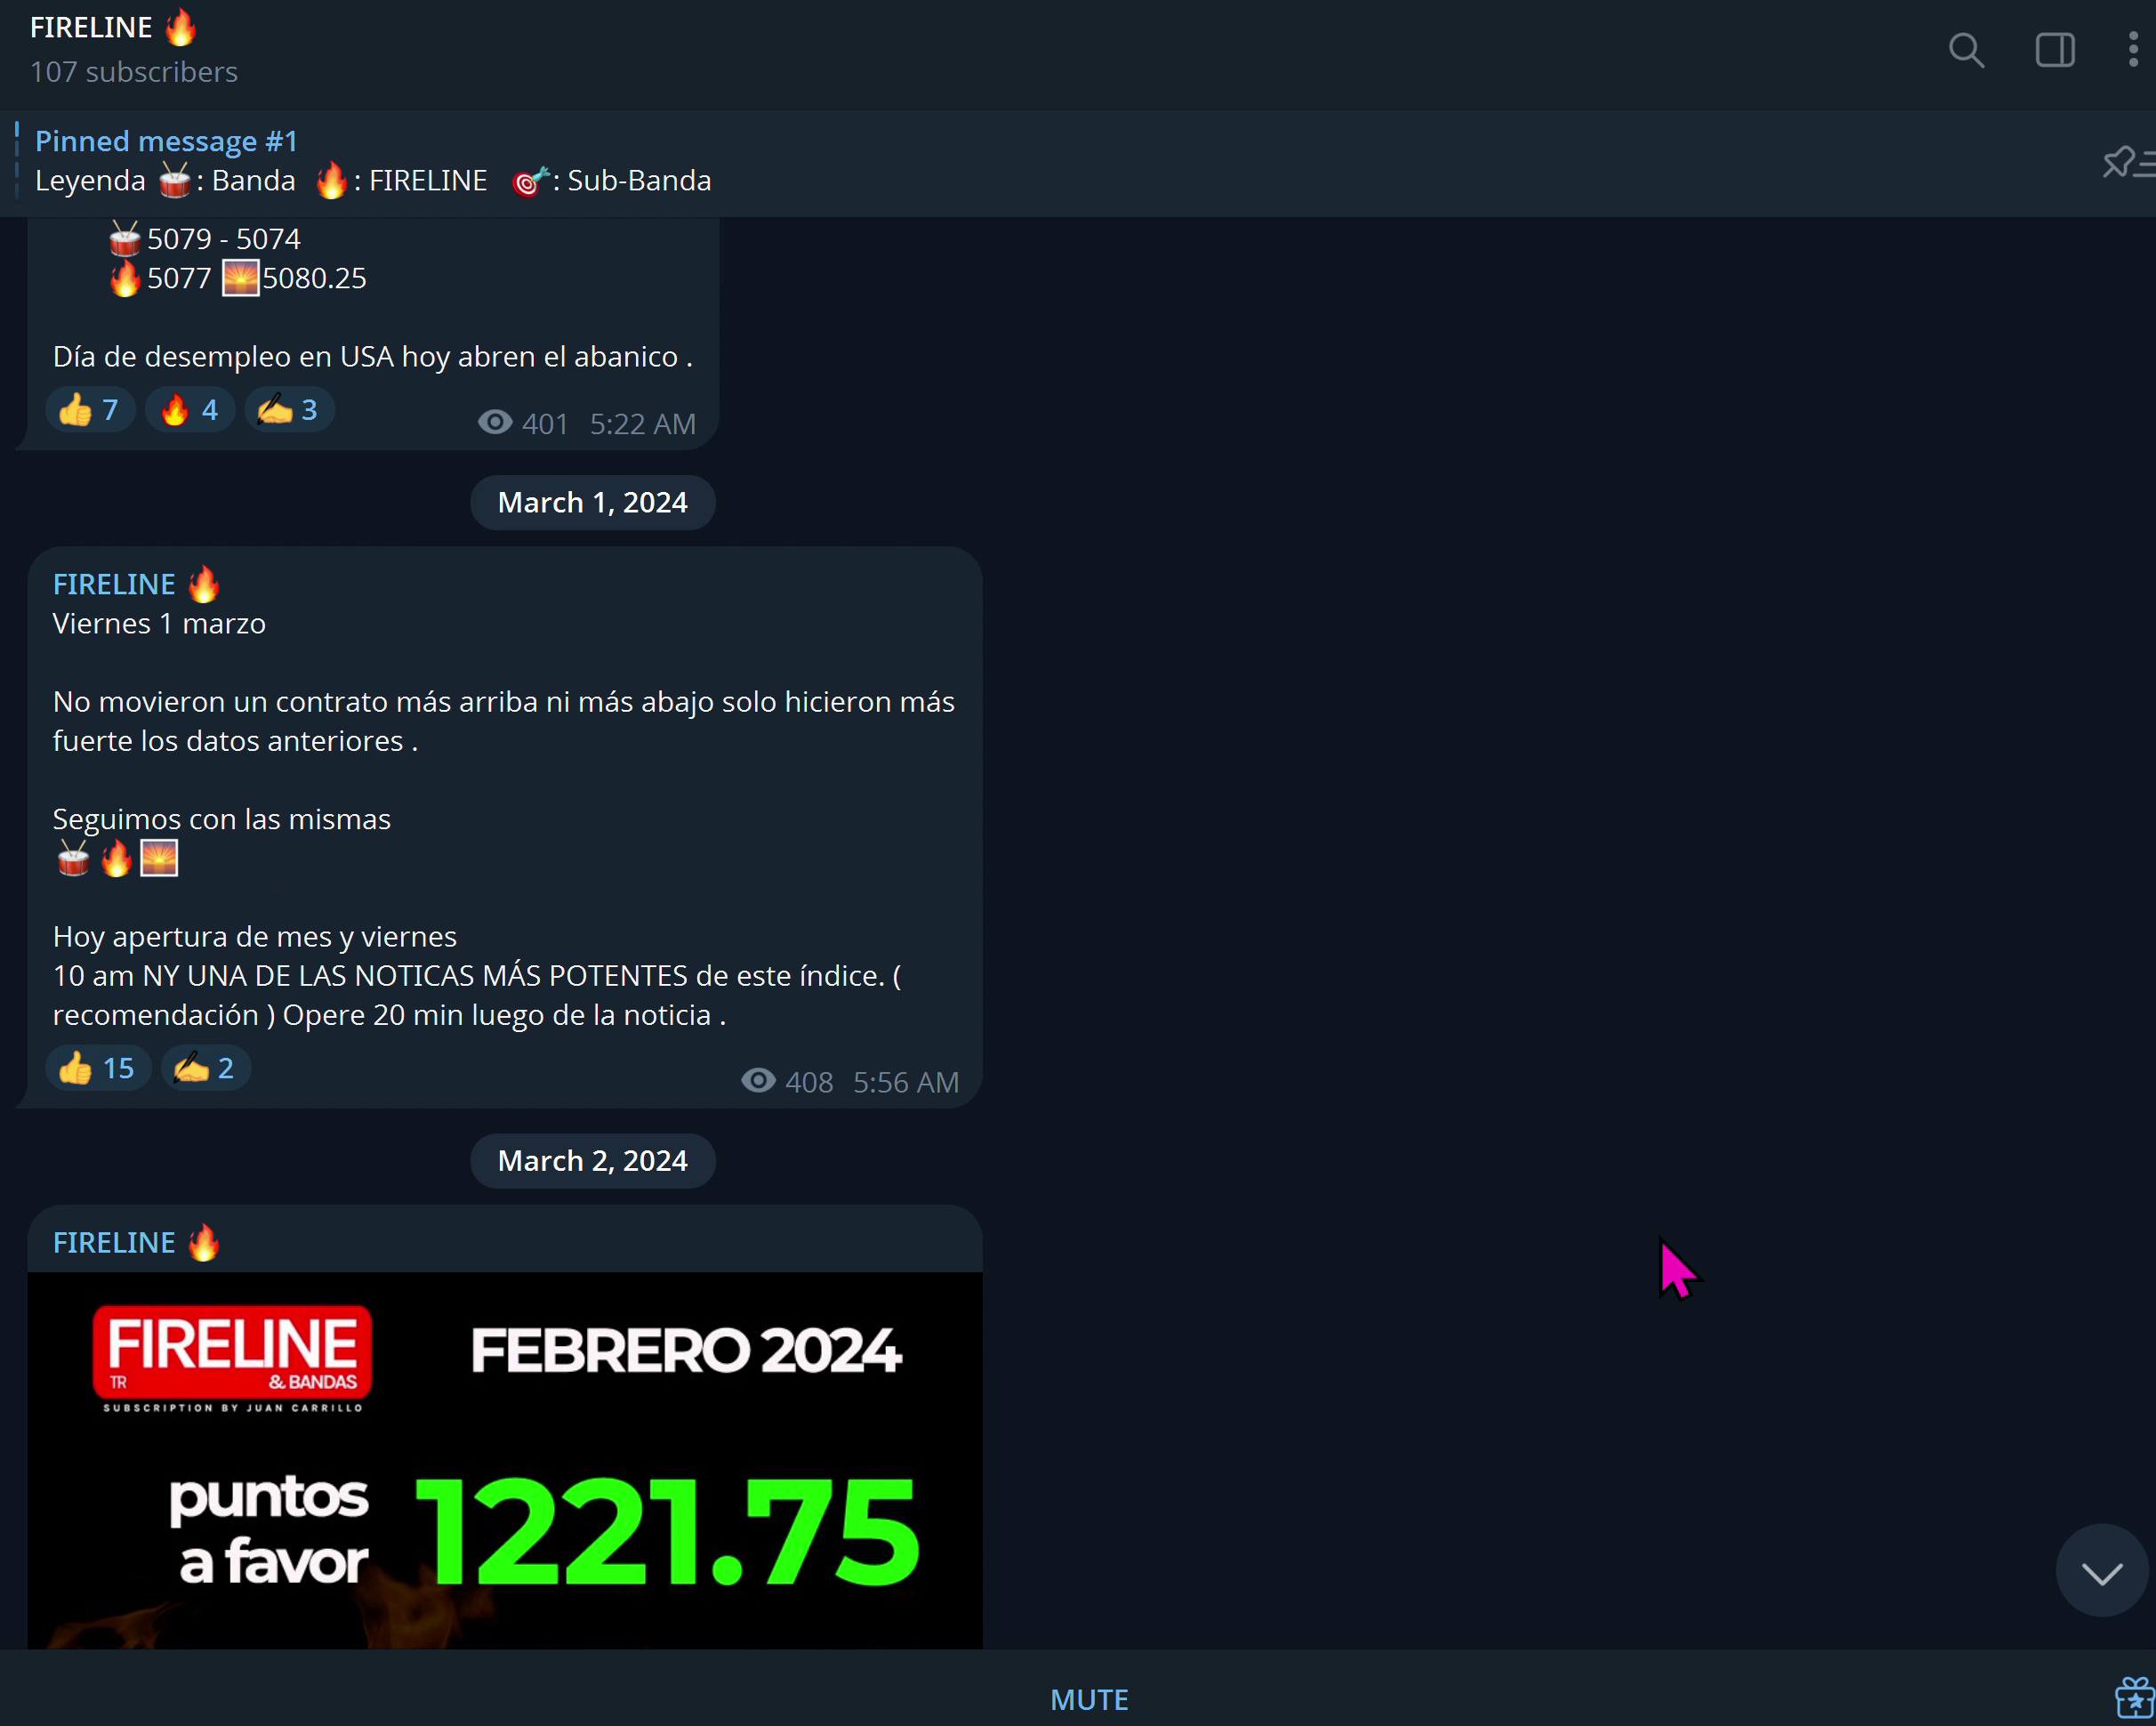 FIRELINE 🔥
107 subscribers
Pinned message #1
Leyenda 🥁: Banda 🔥: FIRELINE 🎯: Sub-Banda
🥁5079 - 5074
🔥5077 🌅5080.25
Día de desempleo en USA hoy abren el abanico .
👍 7 🔥 4 ✍ 3 401 5:22 AM
March 1, 2024
FIRELINE 🔥
Viernes 1 marzo
No movieron un contrato más arriba ni más abajo solo hicieron más
fuerte los datos anteriores .
Seguimos con las mismas
🥁🔥🌅
Hoy apertura de mes y viernes
10 am NY UNA DE LAS NOTICAS MÁS POTENTES de este índice. (
recomendación ) Opere 20 min luego de la noticia .
👍 15 ✍ 2 408 5:56 AM
March 2, 2024
FIRELINE 🔥
FIRELINE
TR & BANDAS
SUBSCRIPTION BY JUAN CARRILLO
FEBRERO 2024
puntos
a favor
1221.75
MUTE